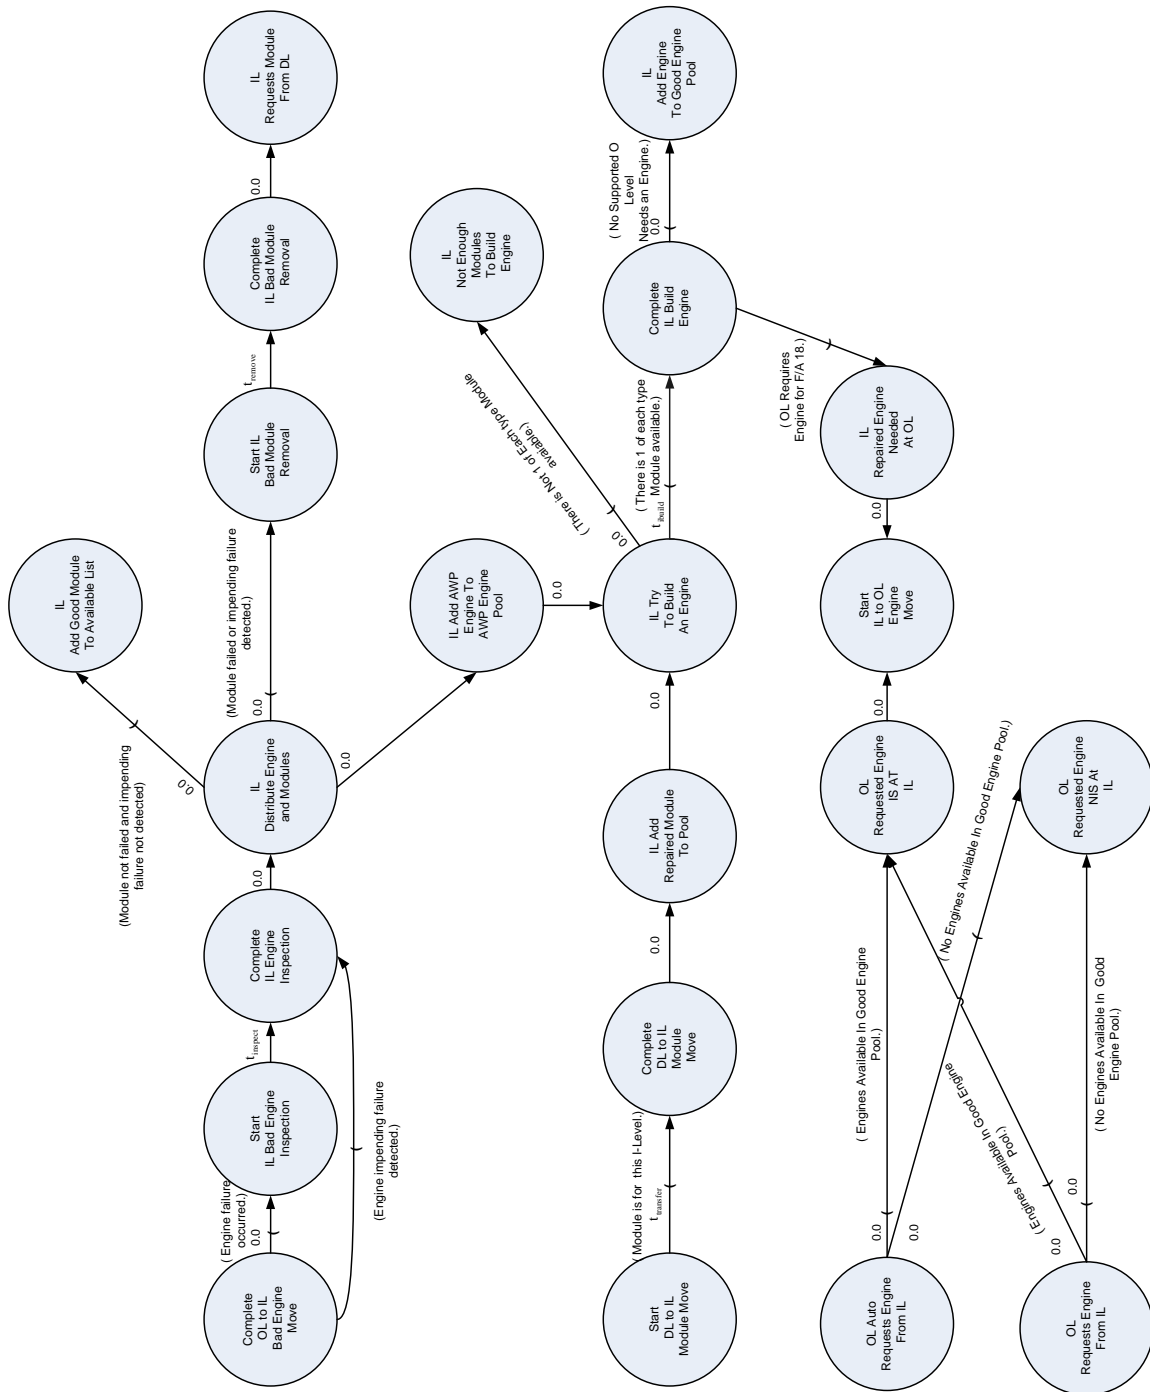 IL
Requests Module
From DL
0.0
Complete
IL Bad Module
Removal
t remove
Start IL
Bad Module
Removal
(Module failed or impending failure
detected.)
0.0
IL
Add Good Module
To Available List
(Module not failed and impending
failure not detected)
0.0
IL
Distribute Engine
and Modules
0.0
0.0
Complete
IL Engine
Inspection
t inspect
Start
IL Bad Engine
Inspection
( Engine failure
occurred.)
0.0
(Engine impending failure
detected.)
Complete
OL to IL
Bad Engine
Move
IL
Add Engine
To Good Engine
Pool
( No Supported O
Level
Needs an Engine.)
0.0
IL
Not Enough
Modules
To Build
Engine
Complete
IL Build
Engine
(There is Not 1 of Each type Module
available.)
0.0
(There is 1 of each type
Module available.)
t ibuild
IL Add AWP
Engine To
AWP Engine
Pool
0.0
IL Try
To Build
An Engine
0.0
IL Add
Repaired Module
To Pool
0.0
Complete
DL to IL
Module
Move
( Module is for this I-Level.)
t transfer
Start
DL to IL
Module Move
( OL Requires
Engine for F/A 18.)
IL
Repaired Engine
Needed
At OL
0.0
Start
IL to OL
Engine
Move
0.0
OL
Requested Engine
IS AT
IL
OL
Requested Engine
NIS At
IL
( Engines Available In Good Engine
Pool.)
( No Engines Available In Good Engine Pool.)
( Engines Available In Good Engine
Pool.)
( No Engines Available In Go0d
Engine Pool.)
0.0
0.0
0.0
0.0
OL Auto
Requests Engine
From IL
OL
Requests Engine
From IL